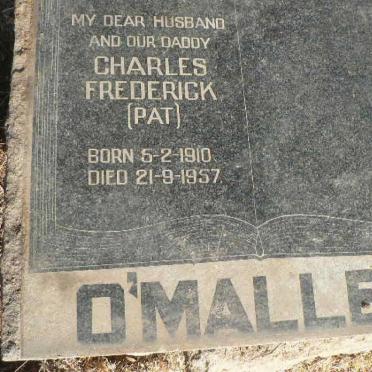 MY DEAR HUSBAND
AND OUR DADDY
CHARLES
FREDERICK
(PAT)
BORN 5-2-1910
DIED 21-9-1957.
O'MALLE